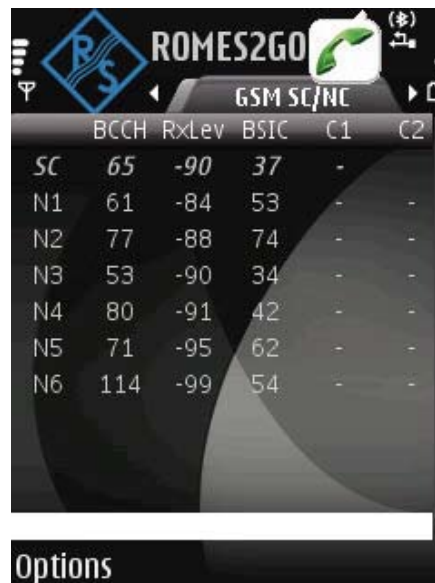 R&S ROMES2GO
GSM SC/NC
BCCH RxLev BSIC C1 C2
SC 65 -90 37 -
N1 61 -84 53 - -
N2 77 -88 74 - -
N3 53 -90 34 - -
N4 80 -91 42 - -
N5 71 -95 62 - -
N6 114 -99 54 - -
Options